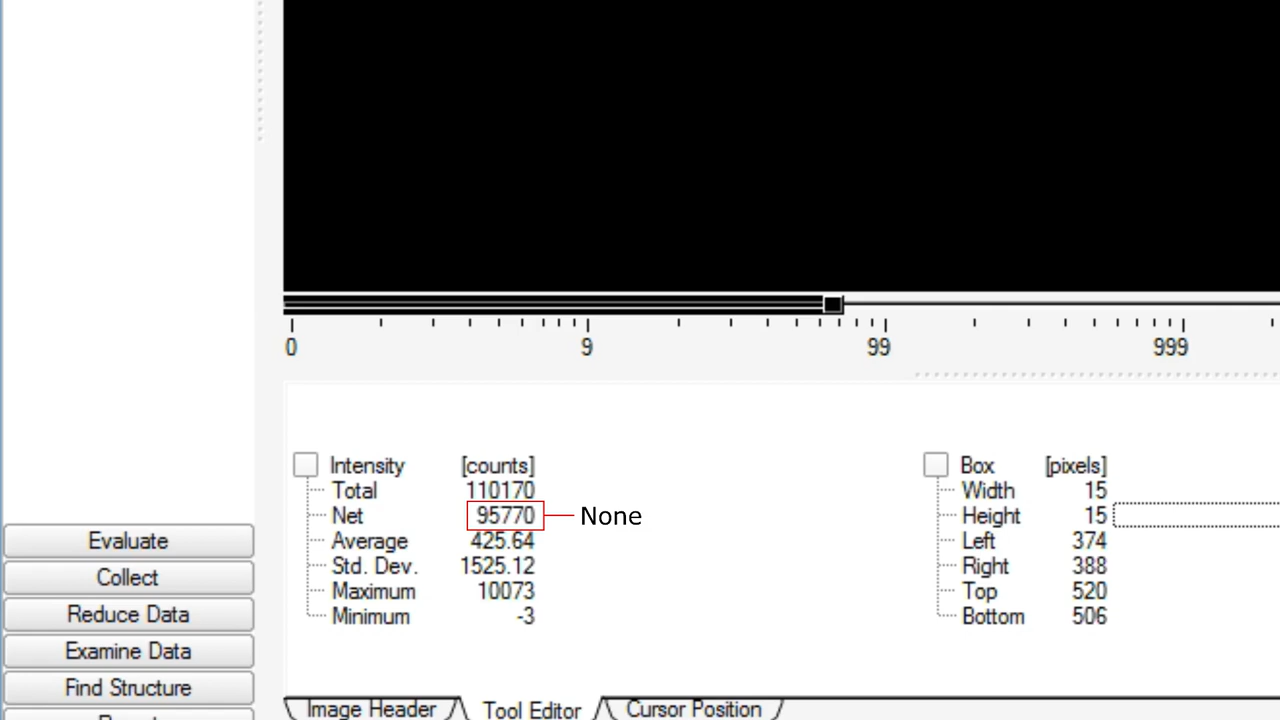 0 9 99 999
Intensity [counts]
Total 110170
Net 95770 None
Average 425.64
Std. Dev. 1525.12
Maximum 10073
Minimum -3
Box [pixels]
Width 15
Height 15
Left 374
Right 388
Top 520
Bottom 506
Evaluate
Collect
Reduce Data
Examine Data
Find Structure
Image Header Tool Editor Cursor Position